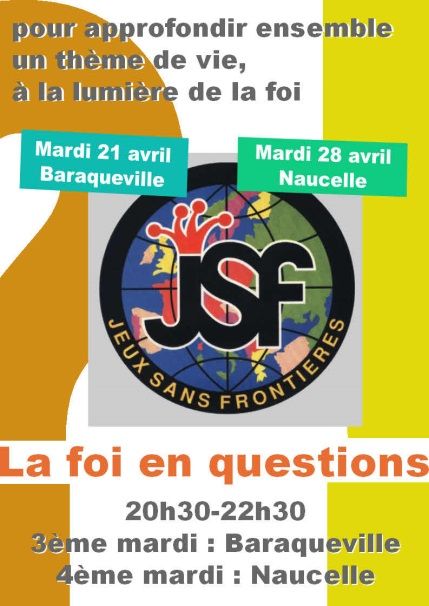 pour approfondir ensemble
un thème de vie,
à la lumière de la foi
Mardi 21 avril
Baraqueville
Mardi 28 avril
Naucelle
JSF
JEUX SANS FRONTIERES
La foi en questions
20h30-22h30
3ème mardi : Baraqueville
4ème mardi : Naucelle